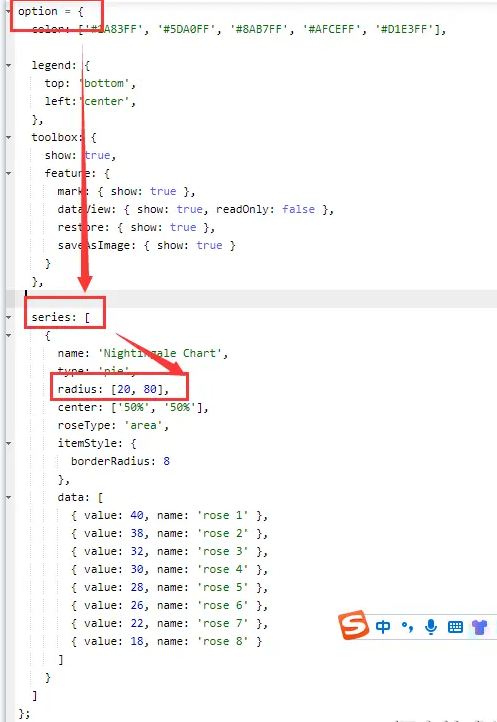 option = {
color: ['#2A83FF', '#5DA0FF', '#8AB7FF', '#AFCEFF', '#D1E3FF'],
legend: {
top: 'bottom',
left:'center',
},
toolbox: {
show: true,
feature: {
mark: { show: true },
dataView: { show: true, readOnly: false },
restore: { show: true },
saveAsImage: { show: true }
}
},
series: [
{
name: 'Nightingale Chart',
type: 'pie',
radius: [20, 80],
center: ['50%', '50%'],
roseType: 'area',
itemStyle: {
borderRadius: 8
},
data: [
{ value: 40, name: 'rose 1' },
{ value: 38, name: 'rose 2' },
{ value: 32, name: 'rose 3' },
{ value: 30, name: 'rose 4' },
{ value: 28, name: 'rose 5' },
{ value: 26, name: 'rose 6' },
{ value: 22, name: 'rose 7' },
{ value: 18, name: 'rose 8' }
]
}
]
};
S 中 °,